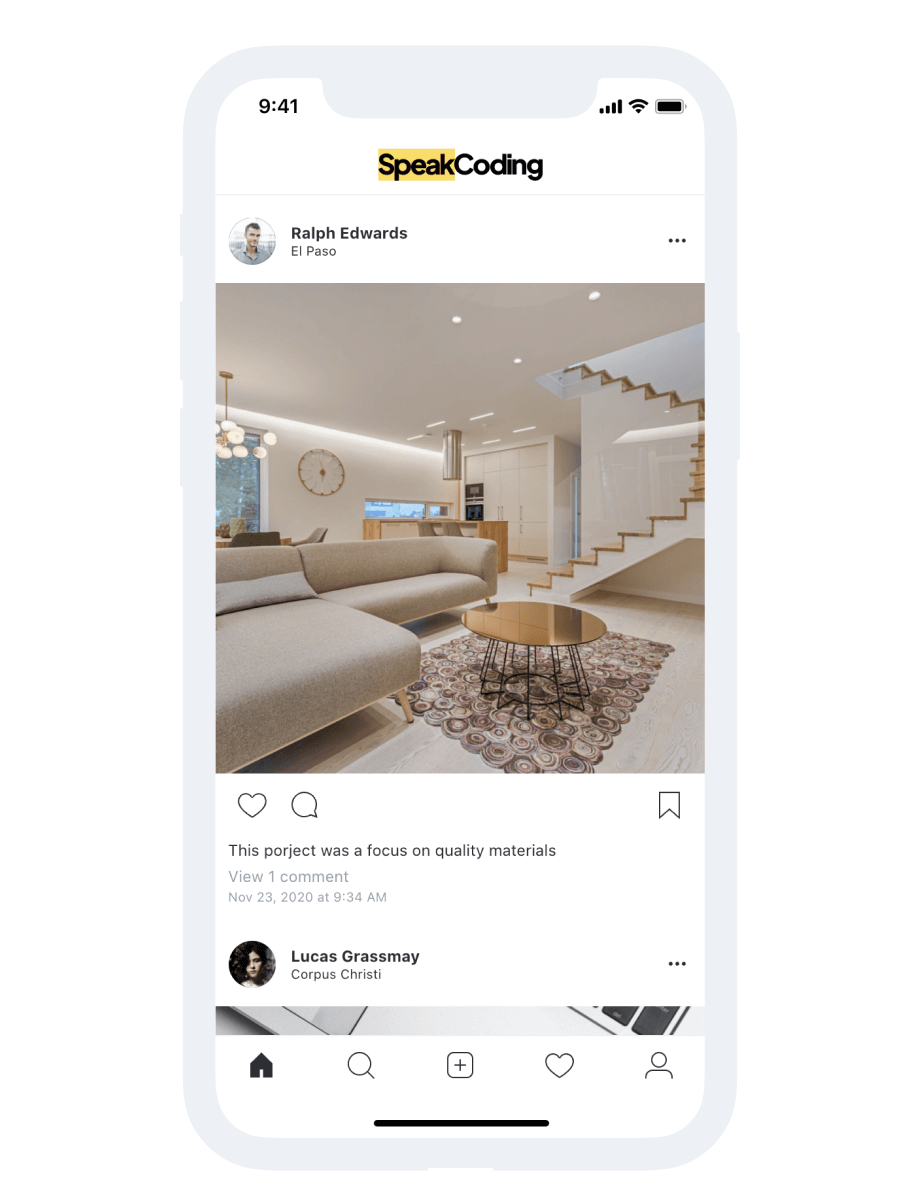 9:41
SpeakCoding
Ralph Edwards
El Paso
This porject was a focus on quality materials
View 1 comment
Nov 23, 2020 at 9:34 AM
Lucas Grassmay
Corpus Christi